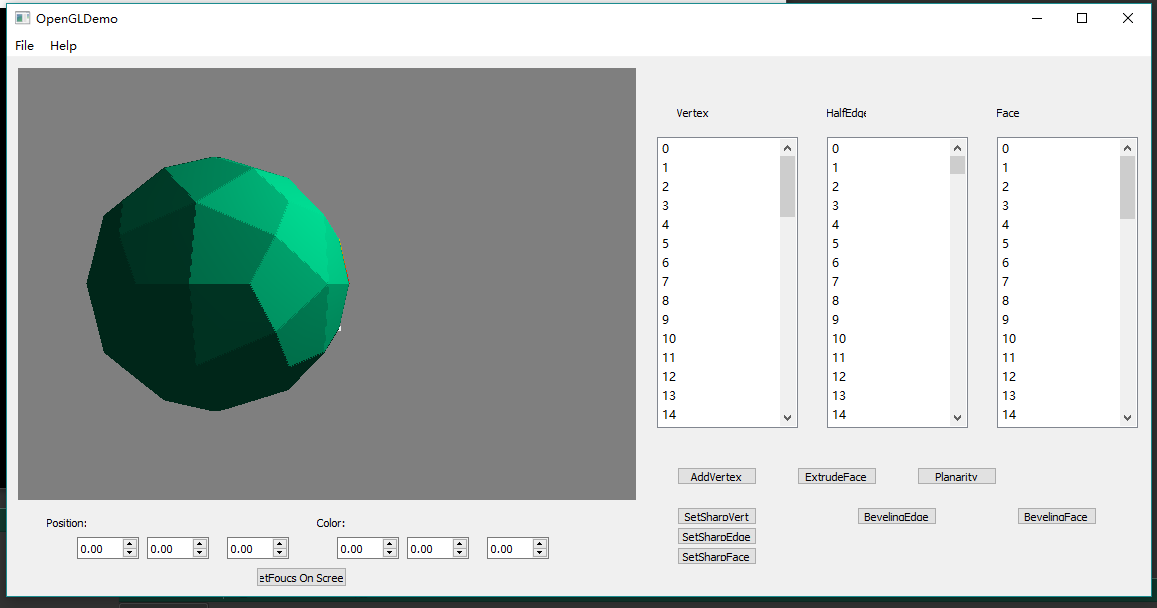 OpenGLDemo
File Help
Vertex HalfEdge Face
0 0 0
1 1 1
2 2 2
3 3 3
4 4 4
5 5 5
6 6 6
7 7 7
8 8 8
9 9 9
10 10 10
11 11 11
12 12 12
13 13 13
14 14 14
AddVertex ExtrudeFace Planarity
Position: Color:
SetSharpVert BevelingEdge BevelingFace
SetSharpEdge
0.00 0.00 0.00 0.00 0.00 0.00
SetSharpFace
etFoucs On Scree